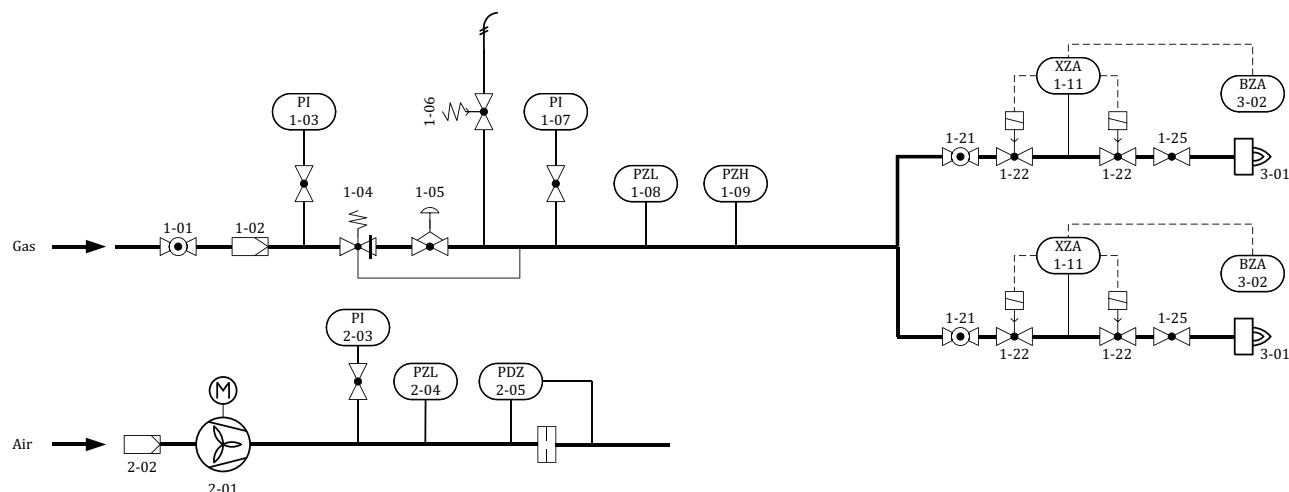 XZA
1-11
BZA
3-02
PI
1-03
1-06
PI
1-07
1-21
1-25
1-22
1-22
3-01
PZL
1-08
PZH
1-09
1-04
1-05
1-01
1-02
Gas
XZA
1-11
BZA
3-02
1-21
1-25
1-22
1-22
3-01
PI
2-03
PZL
2-04
PDZ
2-05
M
Air
2-02
2-01